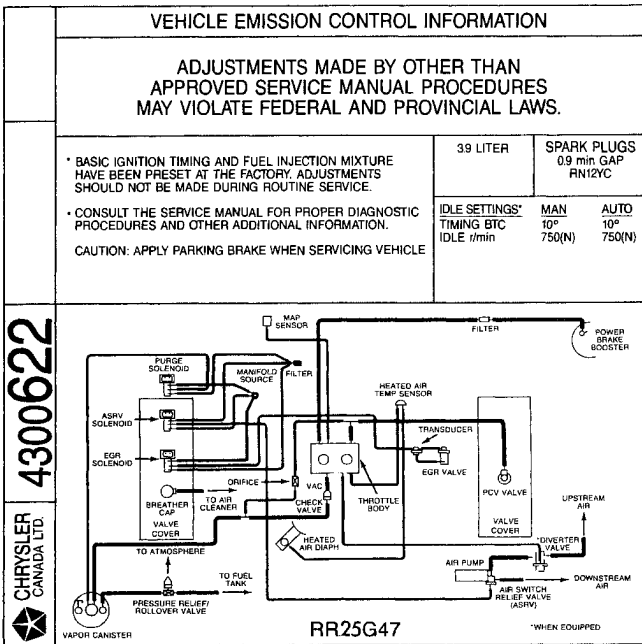 VEHICLE EMISSION CONTROL INFORMATION
ADJUSTMENTS MADE BY OTHER THAN
APPROVED SERVICE MANUAL PROCEDURES
MAY VIOLATE FEDERAL AND PROVINCIAL LAWS.
* BASIC IGNITION TIMING AND FUEL INJECTION MIXTURE
HAVE BEEN PRESET AT THE FACTORY. ADJUSTMENTS
SHOULD NOT BE MADE DURING ROUTINE SERVICE.
• CONSULT THE SERVICE MANUAL FOR PROPER DIAGNOSTIC
PROCEDURES AND OTHER ADDITIONAL INFORMATION.
CAUTION: APPLY PARKING BRAKE WHEN SERVICING VEHICLE
3.9 LITER
SPARK PLUGS
0.9 min GAP
RN12YC
IDLE SETTINGS* MAN AUTO
TIMING BTC 10° 10°
IDLE r/min 750(N) 750(N)
4300622
CHRYSLER
CANADA LTD.
MAP
SENSOR
FILTER
POWER
BRAKE
BOOSTER
PURGE
SOLENOID
MANIFOLD
SOURCE
FILTER
HEATED AIR
TEMP SENSOR
ASRV
SOLENOID
TRANSDUCER
EGR
SOLENOID
EGR VALVE
ORIFICE
VAC
CHECK
VALVE
THROTTLE
BODY
PCV VALVE
BREATHER
CAP
TO AIR
CLEANER
VALVE
COVER
VALVE
COVER
UPSTREAM
AIR
TO ATMOSPHERE
HEATED
AIR DIAPH
*DIVERTER
VALVE
AIR PUMP
TO FUEL
TANK
DOWNSTREAM
AIR
AIR SWITCH
RELIEF VALVE
(ASRV)
PRESSURE RELIEF/
ROLLOVER VALVE
VAPOR CANISTER
RR25G47
*WHEN EQUIPPED